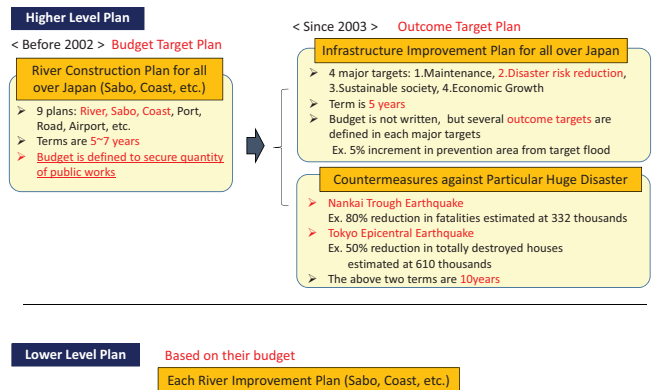 Higher Level Plan
< Before 2002 > Budget Target Plan
River Construction Plan for all
over Japan (Sabo, Coast, etc.)
➢ 9 plans: River, Sabo, Coast, Port,
Road, Airport, etc.
➢ Terms are 5~7 years
➢ Budget is defined to secure quantity
of public works
< Since 2003 > Outcome Target Plan
Infrastructure Improvement Plan for all over Japan
➢ 4 major targets: 1.Maintenance, 2.Disaster risk reduction,
3.Sustainable society, 4.Economic Growth
➢ Term is 5 years
➢ Budget is not written, but several outcome targets are
defined in each major targets
Ex. 5% increment in prevention area from target flood
Countermeasures against Particular Huge Disaster
➢ Nankai Trough Earthquake
Ex. 80% reduction in fatalities estimated at 332 thousands
➢ Tokyo Epicentral Earthquake
Ex. 50% reduction in totally destroyed houses
estimated at 610 thousands
➢ The above two terms are 10years
Lower Level Plan
Based on their budget
Each River Improvement Plan (Sabo, Coast, etc.)